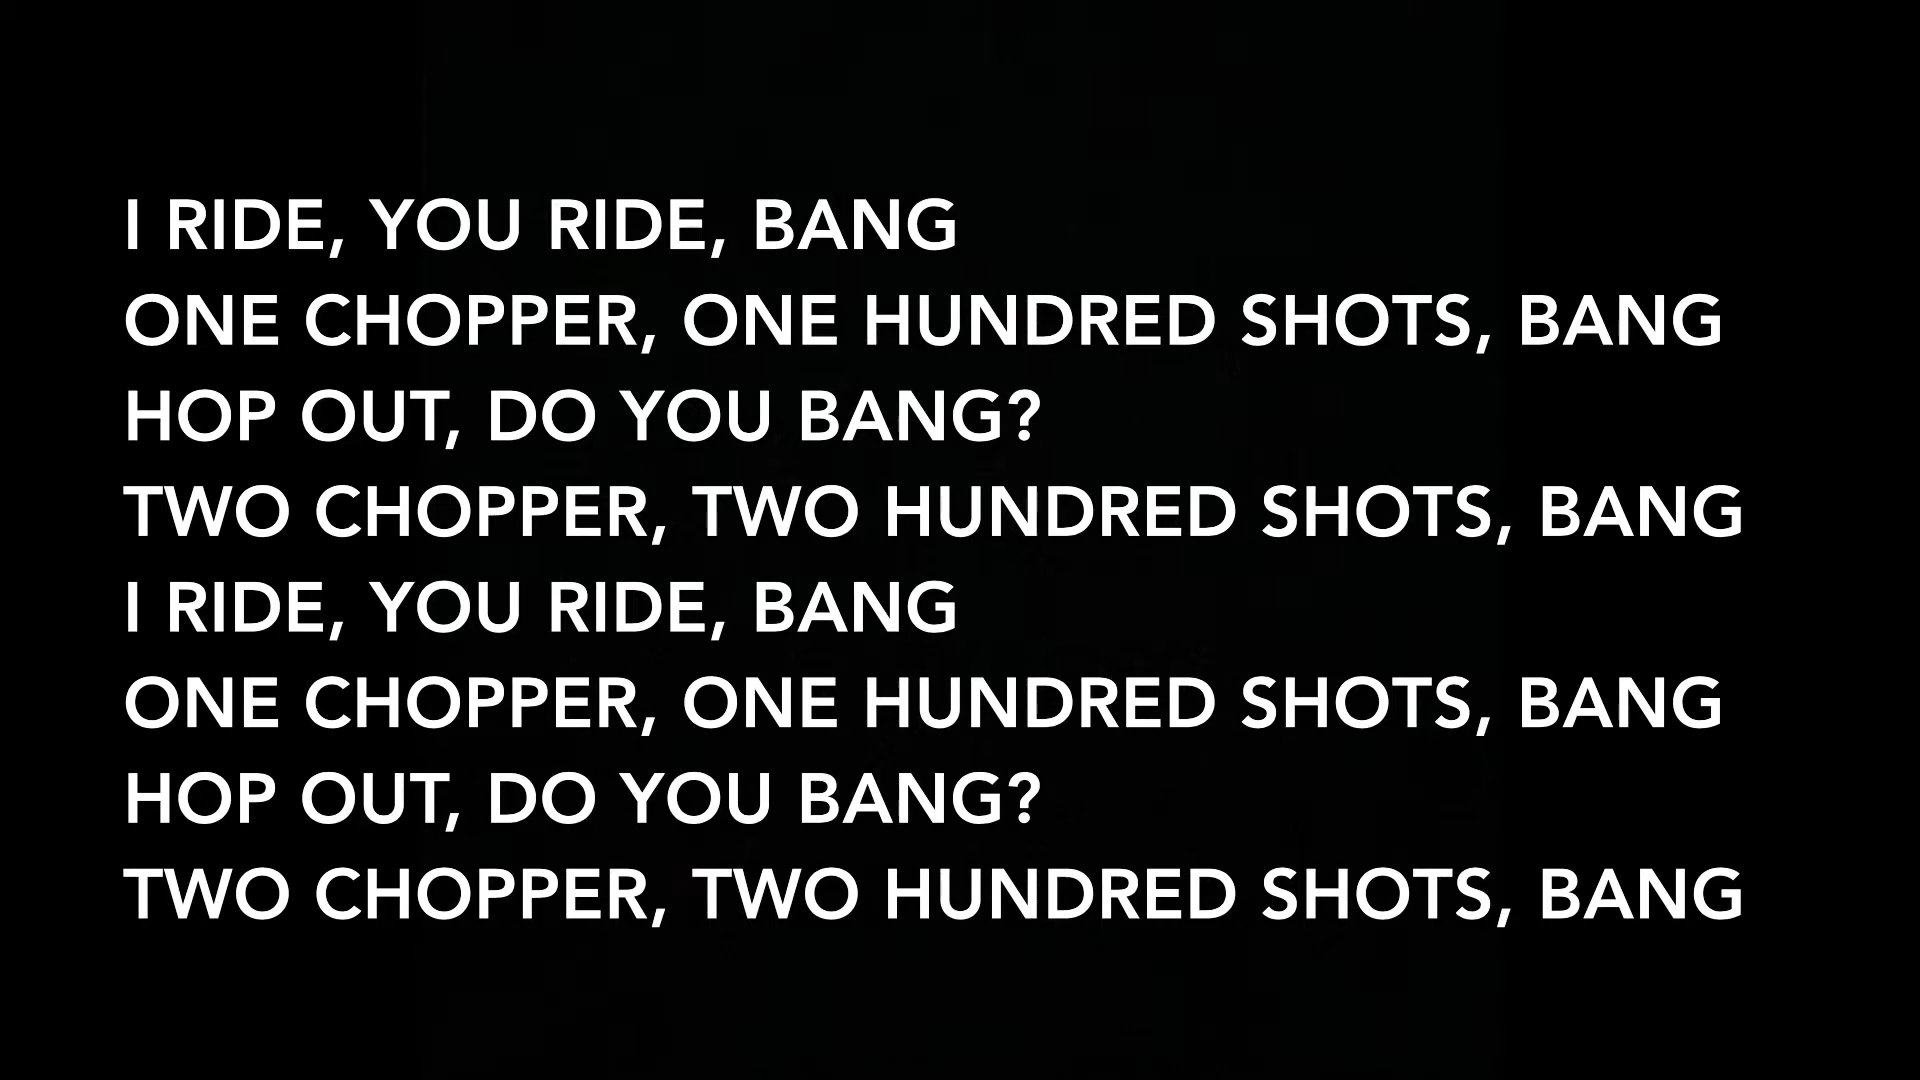 I RIDE, YOU RIDE, BANG
ONE CHOPPER, ONE HUNDRED SHOTS, BANG
HOP OUT, DO YOU BANG?
TWO CHOPPER, TWO HUNDRED SHOTS, BANG
I RIDE, YOU RIDE, BANG
ONE CHOPPER, ONE HUNDRED SHOTS, BANG
HOP OUT, DO YOU BANG?
TWO CHOPPER, TWO HUNDRED SHOTS, BANG